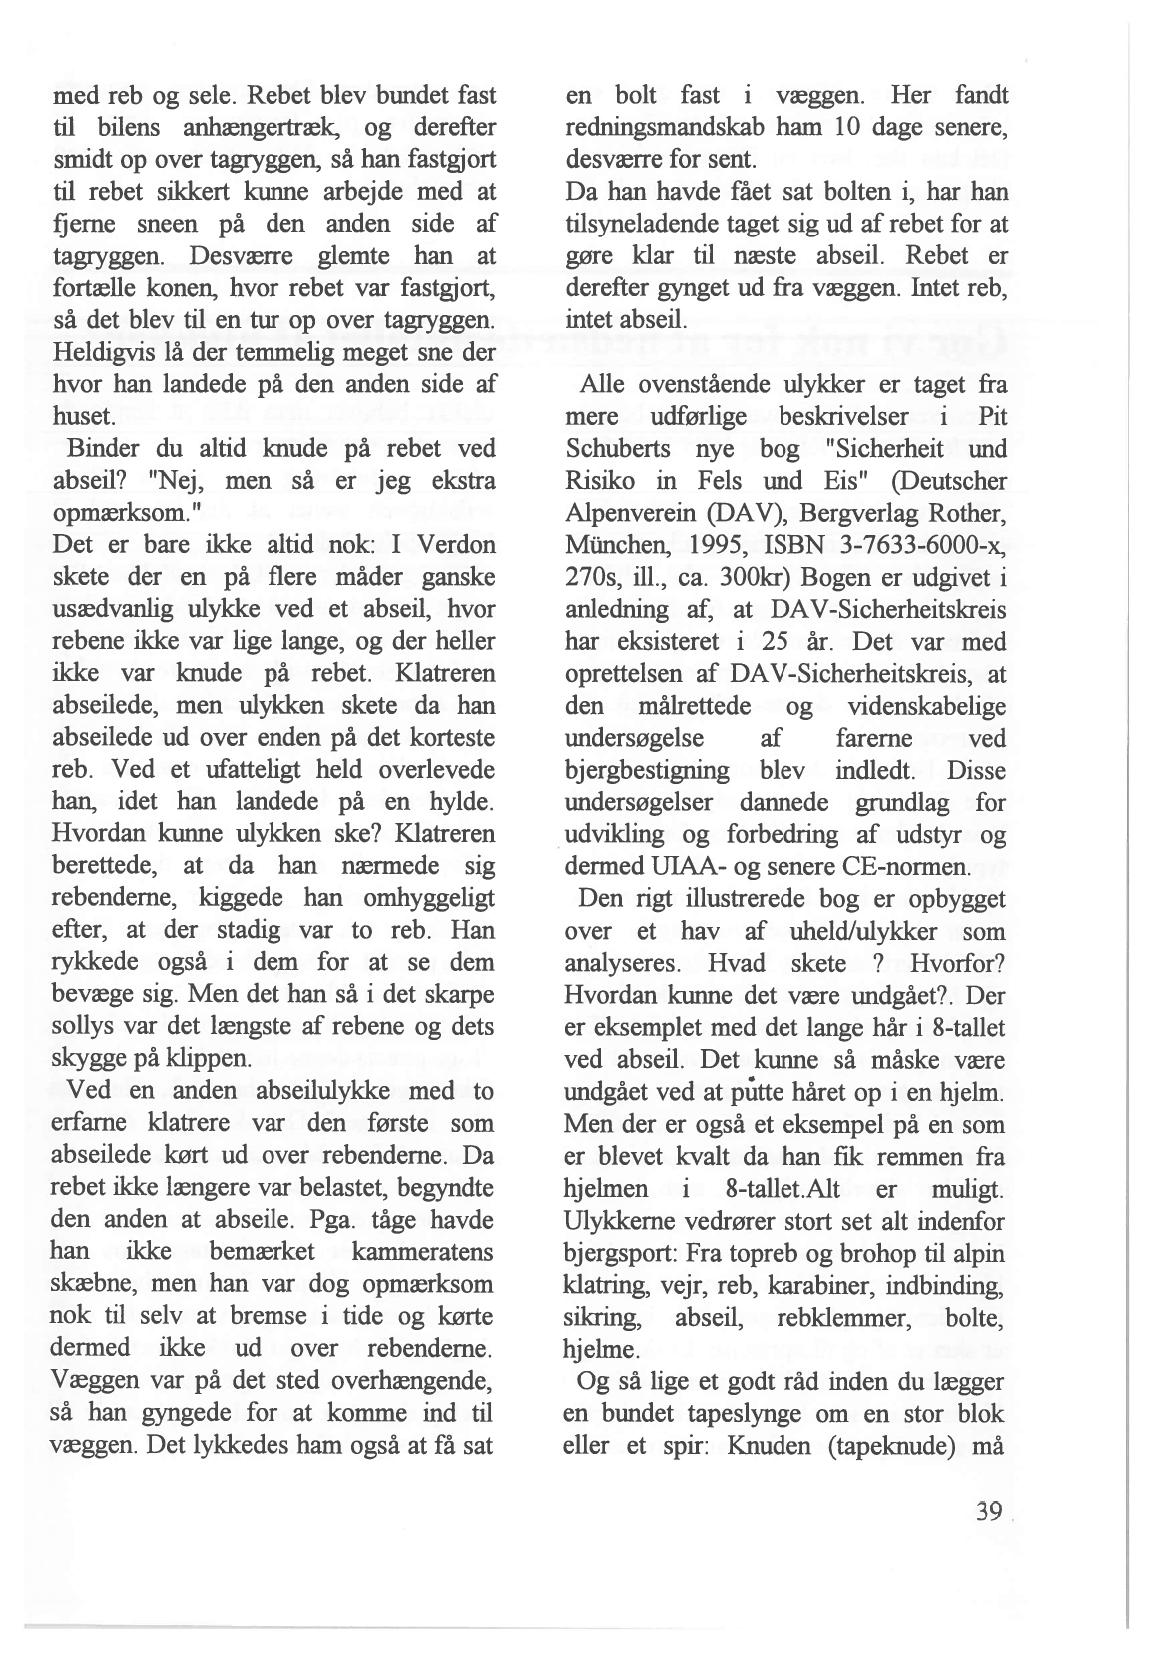 med reb og sele. Rebet blev bundet fast
til bilens anhængertræk, og derefter
smidt op over tagryggen, så han fastgjort
til rebet sikkert kunne arbejde med at
fjerne sneen på den anden side af
tagryggen. Desværre glemte han at
fortælle konen, hvor rebet var fastgjort,
så det blev til en tur op over tagryggen.
Heldigvis lå der temmelig meget sne der
hvor han landede på den anden side af
huset.
Binder du altid knude på rebet ved
abseil? "Nej, men så er jeg ekstra
opmærksom."
Det er bare ikke altid nok: I Verdon
skete der en på flere måder ganske
usædvanlig ulykke ved et abseil, hvor
rebene ikke var lige lange, og der heller
ikke var knude på rebet. Klatreren
abseilede, men ulykken skete da han
abseilede ud over enden på det korteste
reb. Ved et ufatteligt held overlevede
han, idet han landede på en hylde.
Hvordan kunne ulykken ske? Klatreren
berettede, at da han nærmede sig
rebenderne, kiggede han omhyggeligt
efter, at der stadig var to reb. Han
rykkede også i dem for at se dem
bevæge sig. Men det han så i det skarpe
sollys var det længste af rebene og dets
skygge på klippen.
Ved en anden abseilulykke med to
erfarne klatrere var den første som
abseilede kørt ud over rebenderne. Da
rebet ikke længere var belastet, begyndte
den anden at abseile. Pga. tåge havde
han ikke bemærket kammeratens
skæbne, men han var dog opmærksom
nok til selv at bremse i tide og kørte
dermed ikke ud over rebenderne.
Væggen var på det sted overhængende,
så han gyngede for at komme ind til
væggen. Det lykkedes ham også at få sat
en bolt fast i væggen. Her fandt
redningsmandskab ham 10 dage senere,
desværre for sent.
Da han havde fået sat bolten i, har han
tilsyneladende taget sig ud af rebet for at
gøre klar til næste abseil. Rebet er
derefter gynget ud fra væggen. Intet reb,
intet abseil.
Alle ovenstående ulykker er taget fra
mere udførlige beskrivelser i Pit
Schuberts nye bog "Sicherheit und
Risiko in Fels und Eis" (Deutscher
Alpenverein (DAV), Bergverlag Rother,
München, 1995, ISBN 3-7633-6000-x,
270s, ill., ca. 300kr) Bogen er udgivet i
anledning af, at DAV-Sicherheitskreis
har eksisteret i 25 år. Det var med
oprettelsen af DAV-Sicherheitskreis, at
den målrettede og videnskabelige
undersøgelse af farerne ved
bjergbestigning blev indledt. Disse
undersøgelser dannede grundlag for
udvikling og forbedring af udstyr og
dermed UIAA- og senere CE-normen.
Den rigt illustrerede bog er opbygget
over et hav af uheld/ulykker som
analyseres. Hvad skete ? Hvorfor?
Hvordan kunne det være undgået?. Der
er eksemplet med det lange hår i 8-tallet
ved abseil. Det kunne så måske være
undgået ved at putte håret op i en hjelm.
Men der er også et eksempel på en som
er blevet kvalt da han fik remmen fra
hjelmen i 8-tallet.Alt er muligt.
Ulykkerne vedrører stort set alt indenfor
bjergsport: Fra topreb og brohop til alpin
klatring, vejr, reb, karabiner, indbinding,
sikring, abseil, rebklemmer, bolte,
hjelme.
Og så lige et godt råd inden du lægger
en bundet tapeslynge om en stor blok
eller et spir: Knuden (tapeknude) må
39